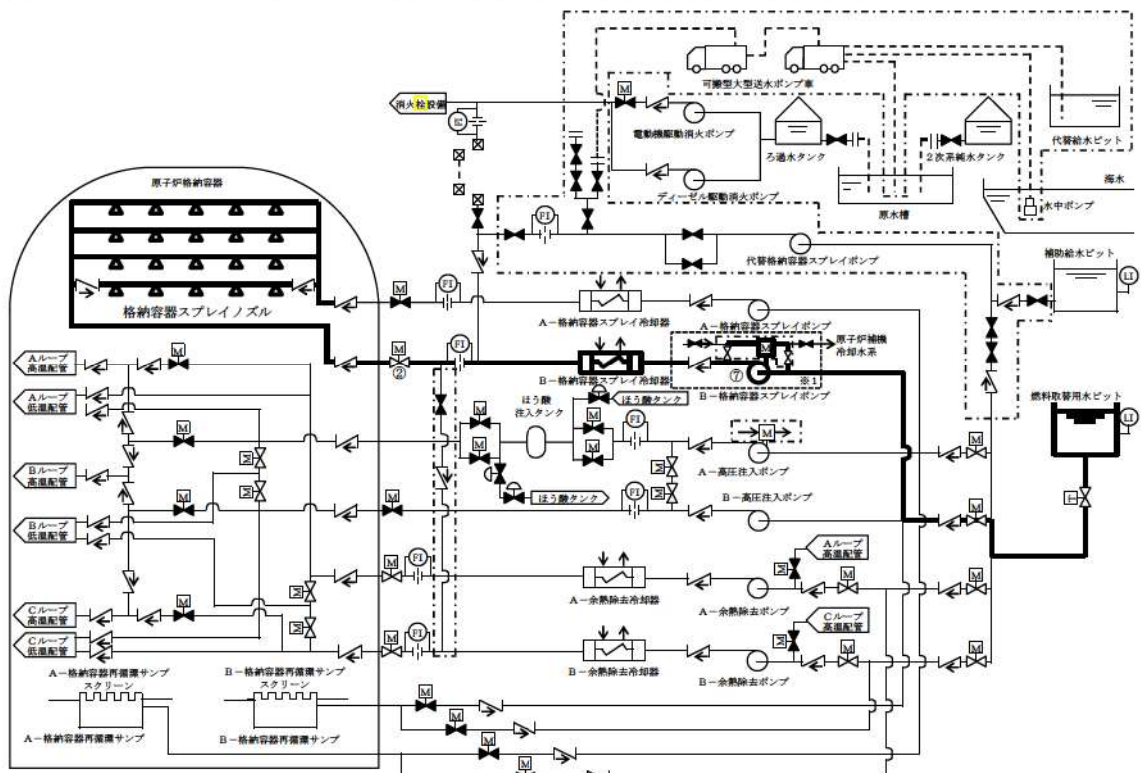 可搬型大型送水ポンプ車
M
消火栓設備
FI
電動機駆動消火ポンプ
ろ過水タンク
2次系純水タンク
代替給水ピット
ディーゼル駆動消火ポンプ
原水槽
海水
水中ポンプ
原子炉格納容器
FI
代替格納容器スプレイポンプ
補助給水ピット
LI
格納容器スプレイノズル
M
FI
A-格納容器スプレイ冷却器
A-格納容器スプレイポンプ
M
②
FI
B-格納容器スプレイ冷却器
M
⑦
※1
原子炉補機
冷却水系
B-格納容器スプレイポンプ
燃料取替用水ピット
LI
T
Aループ
高温配管
M
Aループ
低温配管
M
ほう酸
注入タンク
ほう酸タンク
M
M
M
M
FI
M
A-高圧注入ポンプ
M
Bループ
高温配管
M
M
M
ほう酸タンク
M
M
FI
B-高圧注入ポンプ
M
Bループ
低温配管
M
M
FI
A-余熱除去冷却器
A-余熱除去ポンプ
Aループ
高温配管
M
M
M
Cループ
高温配管
M
M
Cループ
低温配管
M
FI
B-余熱除去冷却器
B-余熱除去ポンプ
Cループ
高温配管
M
M
M
A-格納容器再循環サンプ
スクリーン
B-格納容器再循環サンプ
スクリーン
A-格納容器再循環サンプ
B-格納容器再循環サンプ
M
M
M
M